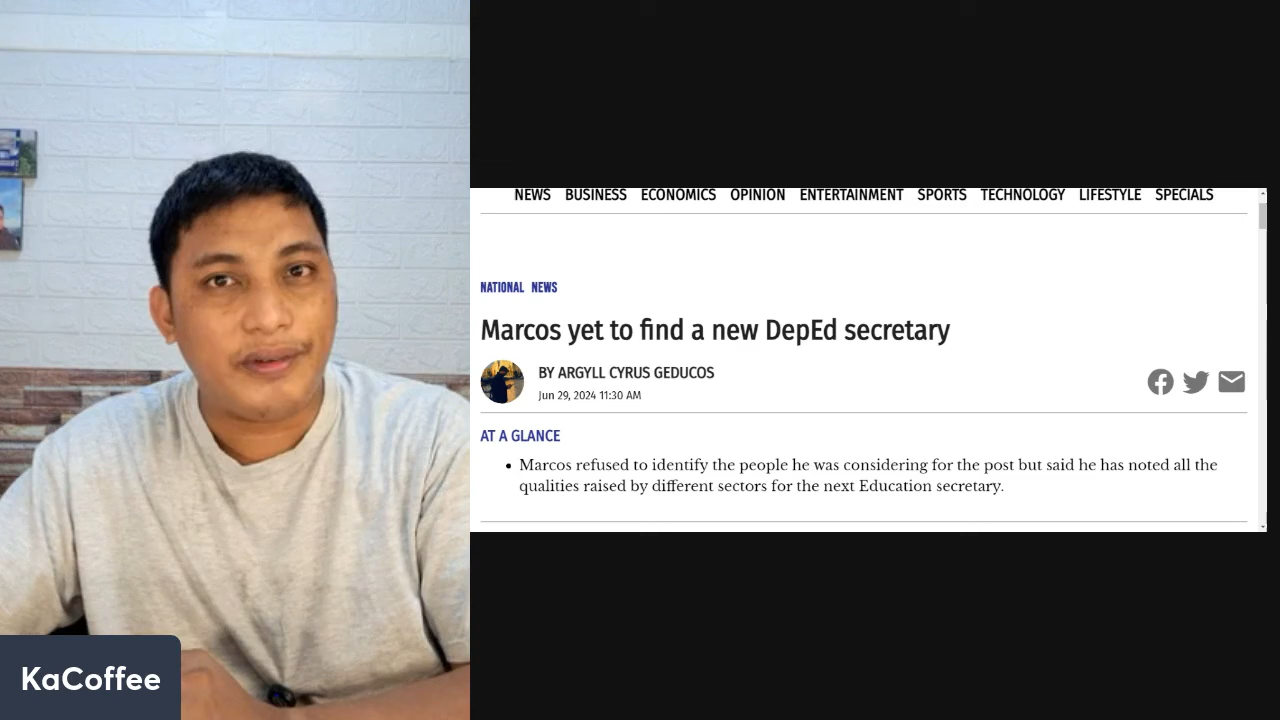 NEWS BUSINESS ECONOMICS OPINION ENTERTAINMENT SPORTS TECHNOLOGY LIFESTYLE SPECIALS
NATIONAL NEWS
Marcos yet to find a new DepEd secretary
BY ARGYLL CYRUS GEDUCOS
Jun 29, 2024 11:30 AM
AT A GLANCE
• Marcos refused to identify the people he was considering for the post but said he has noted all the
qualities raised by different sectors for the next Education secretary.
KaCoffee